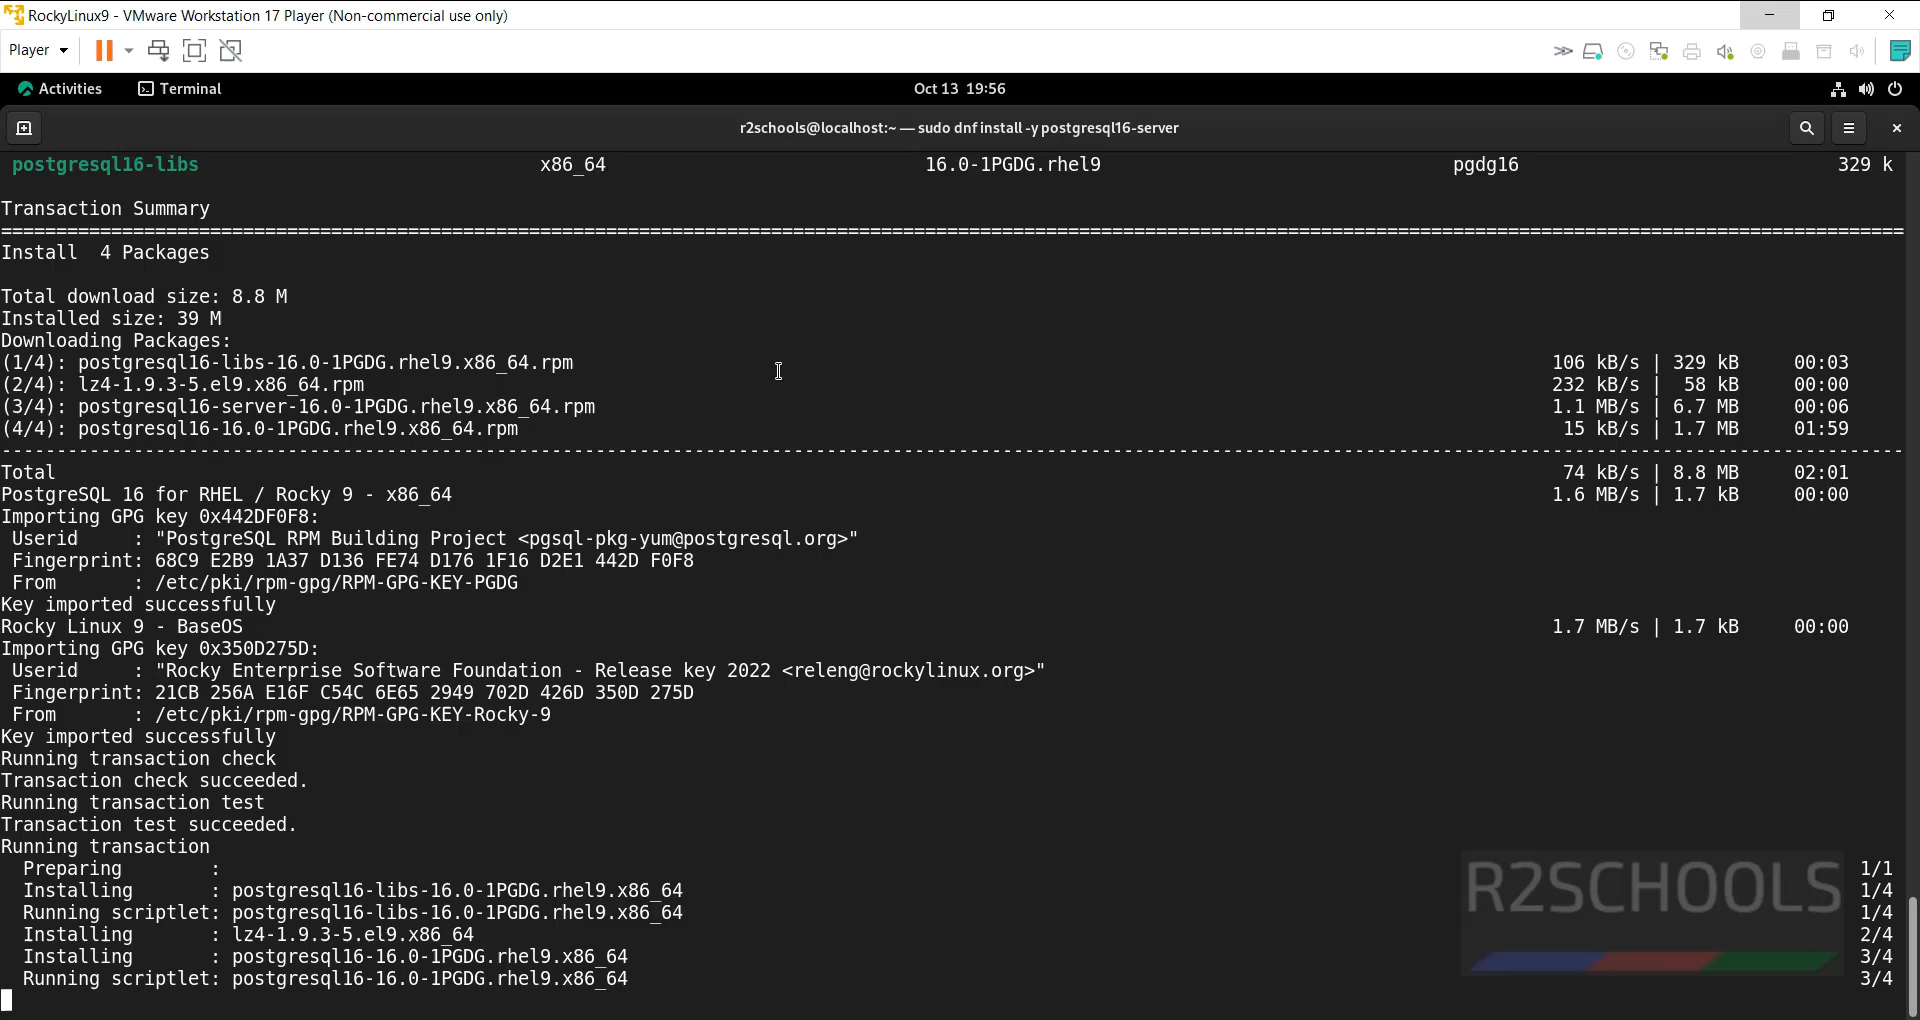 RockyLinux9 - VMware Workstation 17 Player (Non-commercial use only)
Player
Activities Terminal Oct 13 19:56
r2schools@localhost:~ — sudo dnf install -y postgresql16-server
postgresql16-libs x86_64 16.0-1PGDG.rhel9 pgdg16 329 k
Transaction Summary
================================================================================
Install 4 Packages
Total download size: 8.8 M
Installed size: 39 M
Downloading Packages:
(1/4): postgresql16-libs-16.0-1PGDG.rhel9.x86_64.rpm 106 kB/s | 329 kB 00:03
(2/4): lz4-1.9.3-5.el9.x86_64.rpm 232 kB/s | 58 kB 00:00
(3/4): postgresql16-server-16.0-1PGDG.rhel9.x86_64.rpm 1.1 MB/s | 6.7 MB 00:06
(4/4): postgresql16-16.0-1PGDG.rhel9.x86_64.rpm 15 kB/s | 1.7 MB 01:59
--------------------------------------------------------------------------------
Total 74 kB/s | 8.8 MB 02:01
PostgreSQL 16 for RHEL / Rocky 9 - x86_64 1.6 MB/s | 1.7 kB 00:00
Importing GPG key 0x442DF0F8:
Userid : "PostgreSQL RPM Building Project <pgsql-pkg-yum@postgresql.org>"
Fingerprint: 68C9 E2B9 1A37 D136 FE74 D176 1F16 D2E1 442D F0F8
From : /etc/pki/rpm-gpg/RPM-GPG-KEY-PGDG
Key imported successfully
Rocky Linux 9 - BaseOS 1.7 MB/s | 1.7 kB 00:00
Importing GPG key 0x350D275D:
Userid : "Rocky Enterprise Software Foundation - Release key 2022 <releng@rockylinux.org>"
Fingerprint: 21CB 256A E16F C54C 6E65 2949 702D 426D 350D 275D
From : /etc/pki/rpm-gpg/RPM-GPG-KEY-Rocky-9
Key imported successfully
Running transaction check
Transaction check succeeded.
Running transaction test
Transaction test succeeded.
Running transaction
Preparing : 1/1
Installing : postgresql16-libs-16.0-1PGDG.rhel9.x86_64 1/4
Running scriptlet: postgresql16-libs-16.0-1PGDG.rhel9.x86_64 1/4
Installing : lz4-1.9.3-5.el9.x86_64 2/4
Installing : postgresql16-16.0-1PGDG.rhel9.x86_64 3/4
Running scriptlet: postgresql16-16.0-1PGDG.rhel9.x86_64 3/4
R2SCHOOLS